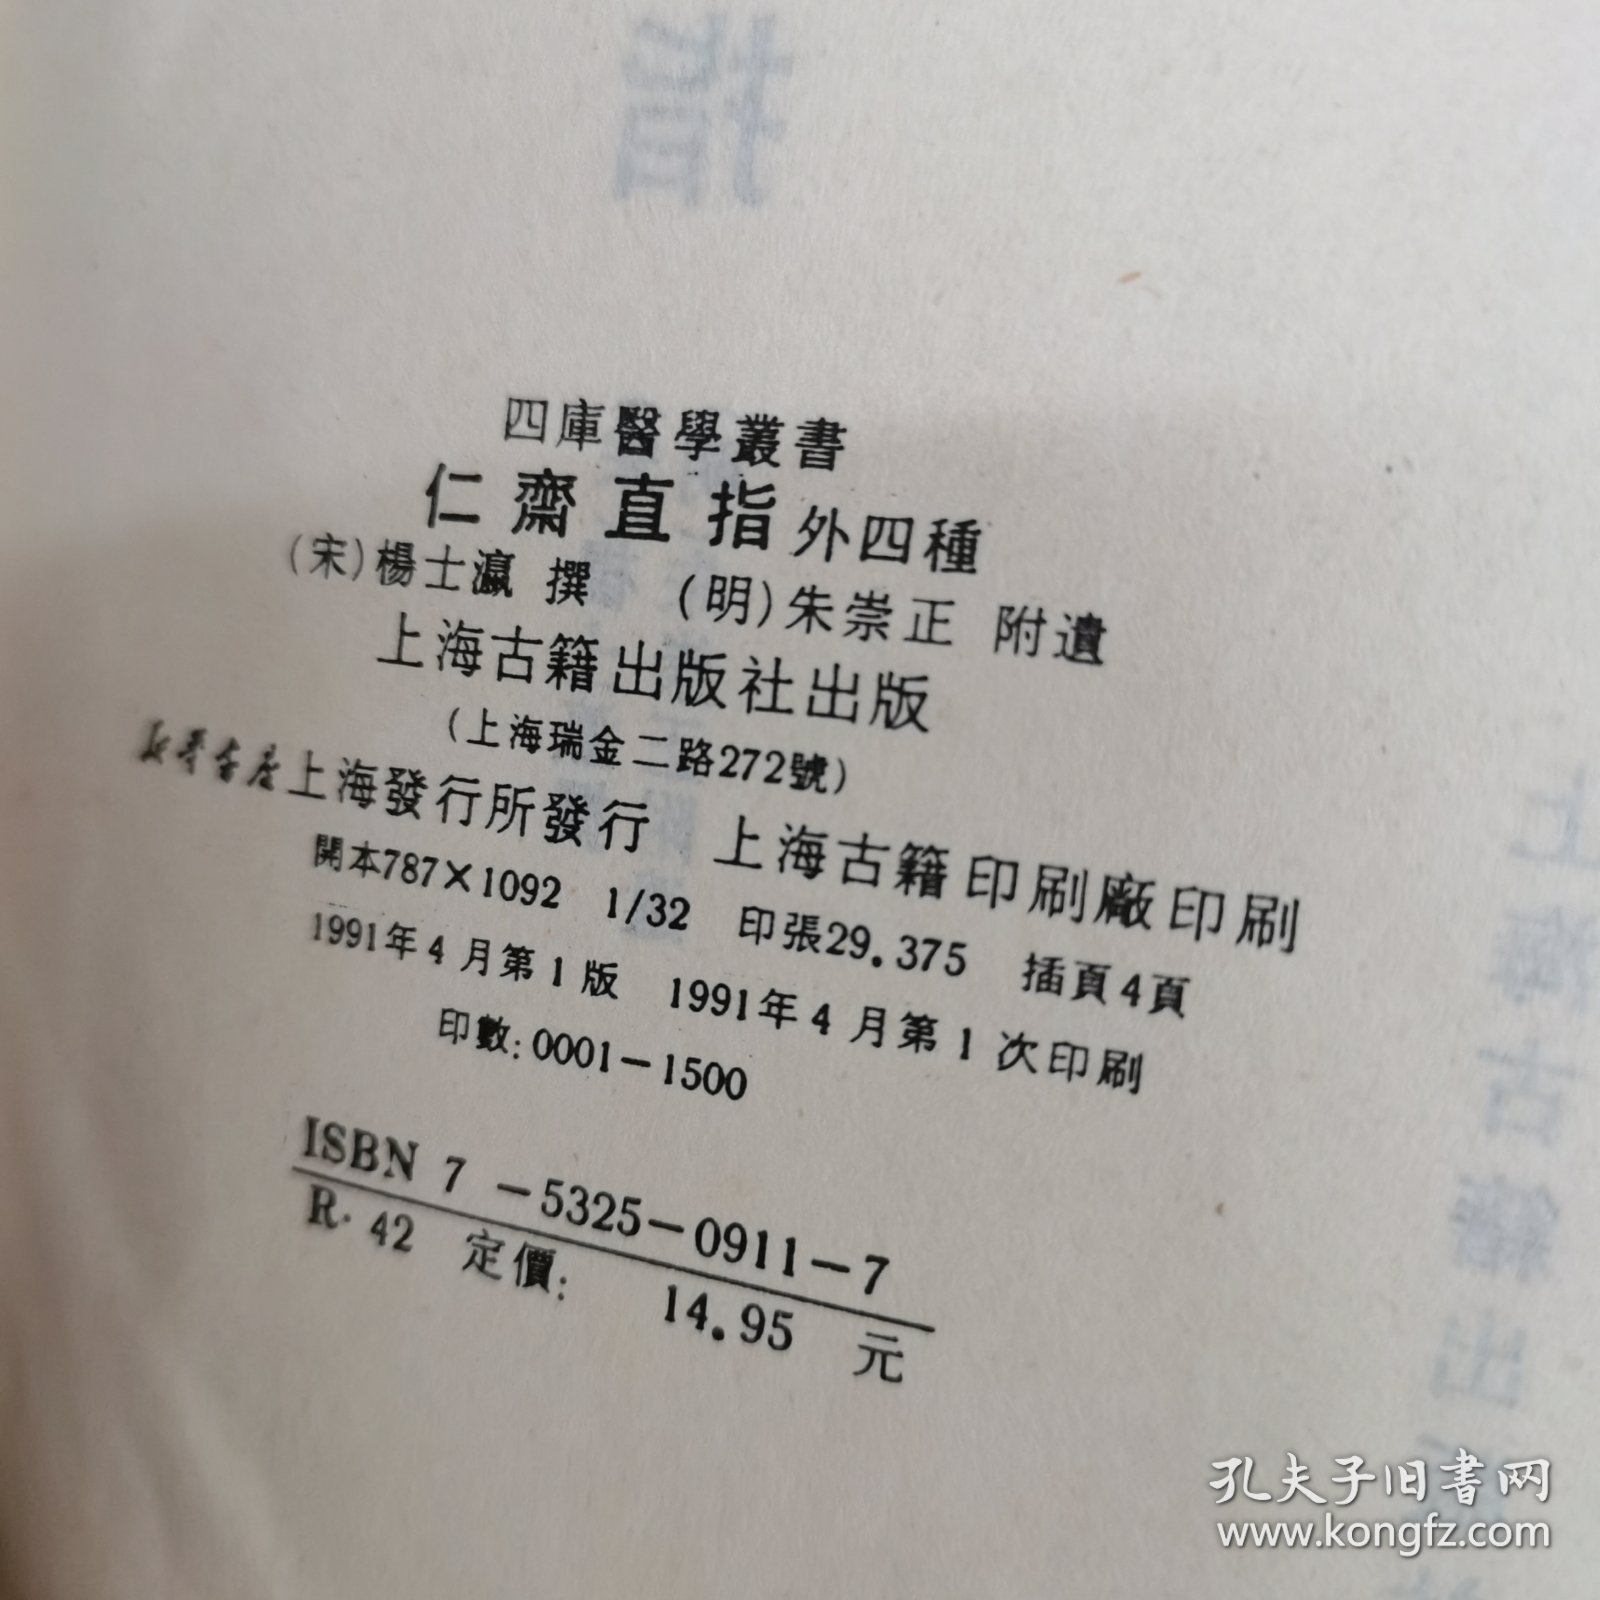 指
四庫醫學叢書
仁齋直指外四種
(宋)楊士瀛 撰 (明)朱崇正 附遺
上海古籍出版社出版
(上海瑞金二路272號)
新華書店上海發行所發行 上海古籍印刷廠印刷
開本787×1092 1/32 印張29.375 插頁4頁
1991年4月第1版 1991年4月第1次印刷
印數:0001-1500
ISBN 7-5325-0911-7
R·42 定價: 14.95 元
上海古籍出
孔夫子旧书网
www.kongfz.com